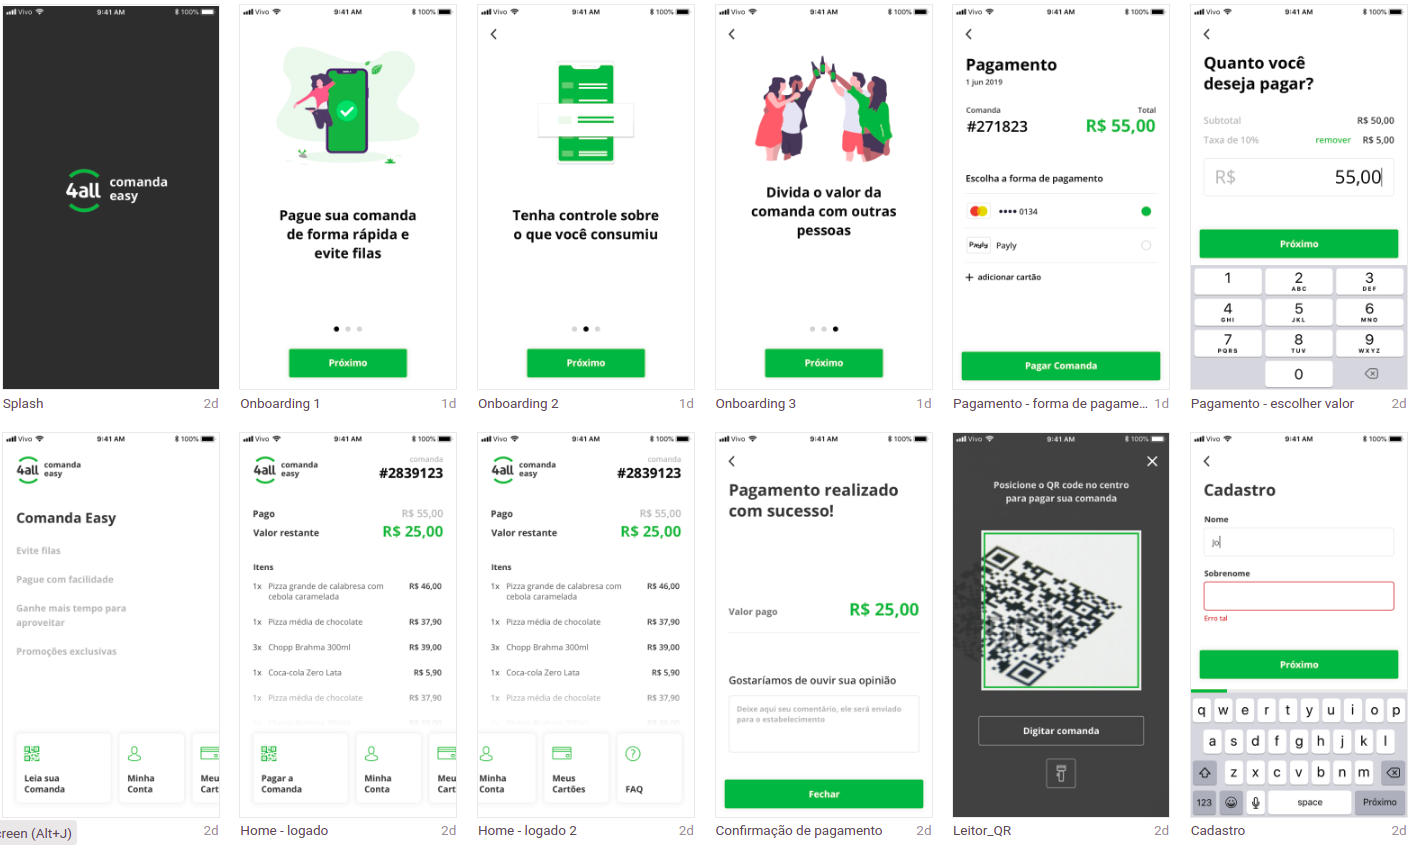 Vivo 9:41 AM 100%
4all comanda
easy
Splash 2d
Vivo 9:41 AM 100%
Pague sua comanda
de forma rápida e
evite filas
Próximo
Onboarding 1 1d
Vivo 9:41 AM 100%
Tenha controle sobre
o que você consumiu
Próximo
Onboarding 2 1d
Vivo 9:41 AM 100%
Divida o valor da
comanda com outras
pessoas
Próximo
Onboarding 3 1d
Vivo 9:41 AM 100%
Pagamento
1 jun 2019
Comanda Total
#271823 R$ 55,00
Escolha a forma de pagamento
•••• 0134
Payly Payly
+ adicionar cartão
Pagar Comanda
Pagamento - forma de pagame... 1d
Vivo 9:41 AM 100%
Quanto você
deseja pagar?
Subtotal R$ 50,00
Taxa de 10% remover R$ 5,00
R$ 55,00
Próximo
1 2 3
ABC DEF
4 5 6
GHI JKL MNO
7 8 9
PQRS TUV WXYZ
0
Pagamento - escolher valor 2d
Vivo 9:41 AM 100%
4all comanda
easy
Comanda Easy
Evite filas
Pague com facilidade
Ganhe mais tempo para
aproveitar
Promoções exclusivas
Leia sua
Comanda
Minha
Conta
Meu
Cart
creen (Alt+J) 2d
Vivo 9:41 AM 100%
4all comanda
easy
comanda
#2839123
Pago R$ 55,00
Valor restante R$ 25,00
Itens
1x Pizza grande de calabresa com R$ 46,00
cebola caramelada
1x Pizza média de chocolate R$ 37,90
3x Chopp Brahma 300ml R$ 39,00
1x Coca-cola Zero Lata R$ 5,90
1x Pizza média de chocolate R$ 37,90
Pagar a
Comanda
Minha
Conta
Meu
Cart
Home - logado 2d
Vivo 9:41 AM 100%
4all comanda
easy
comanda
#2839123
Pago R$ 55,00
Valor restante R$ 25,00
Itens
1x Pizza grande de calabresa com R$ 46,00
cebola caramelada
1x Pizza média de chocolate R$ 37,90
3x Chopp Brahma 300ml R$ 39,00
1x Coca-cola Zero Lata R$ 5,90
1x Pizza média de chocolate R$ 37,90
Minha
Conta
Meus
Cartões
FAQ
Home - logado 2 2d
Vivo 9:41 AM 100%
Pagamento realizado
com sucesso!
Valor pago R$ 25,00
Gostaríamos de ouvir sua opinião
Deixe aqui seu comentário, ele será enviado
para o estabelecimento
Fechar
Confirmação de pagamento 2d
Vivo 9:41 AM 100%
Posicione o QR code no centro
para pagar sua comanda
Digitar comanda
Leitor_QR 2d
Vivo 9:41 AM 100%
Cadastro
Nome
Jo
Sobrenome
Erro tal
Próximo
q w e r t y u i o p
a s d f g h j k l
z x c v b n m
123 space Próximo
Cadastro 2d